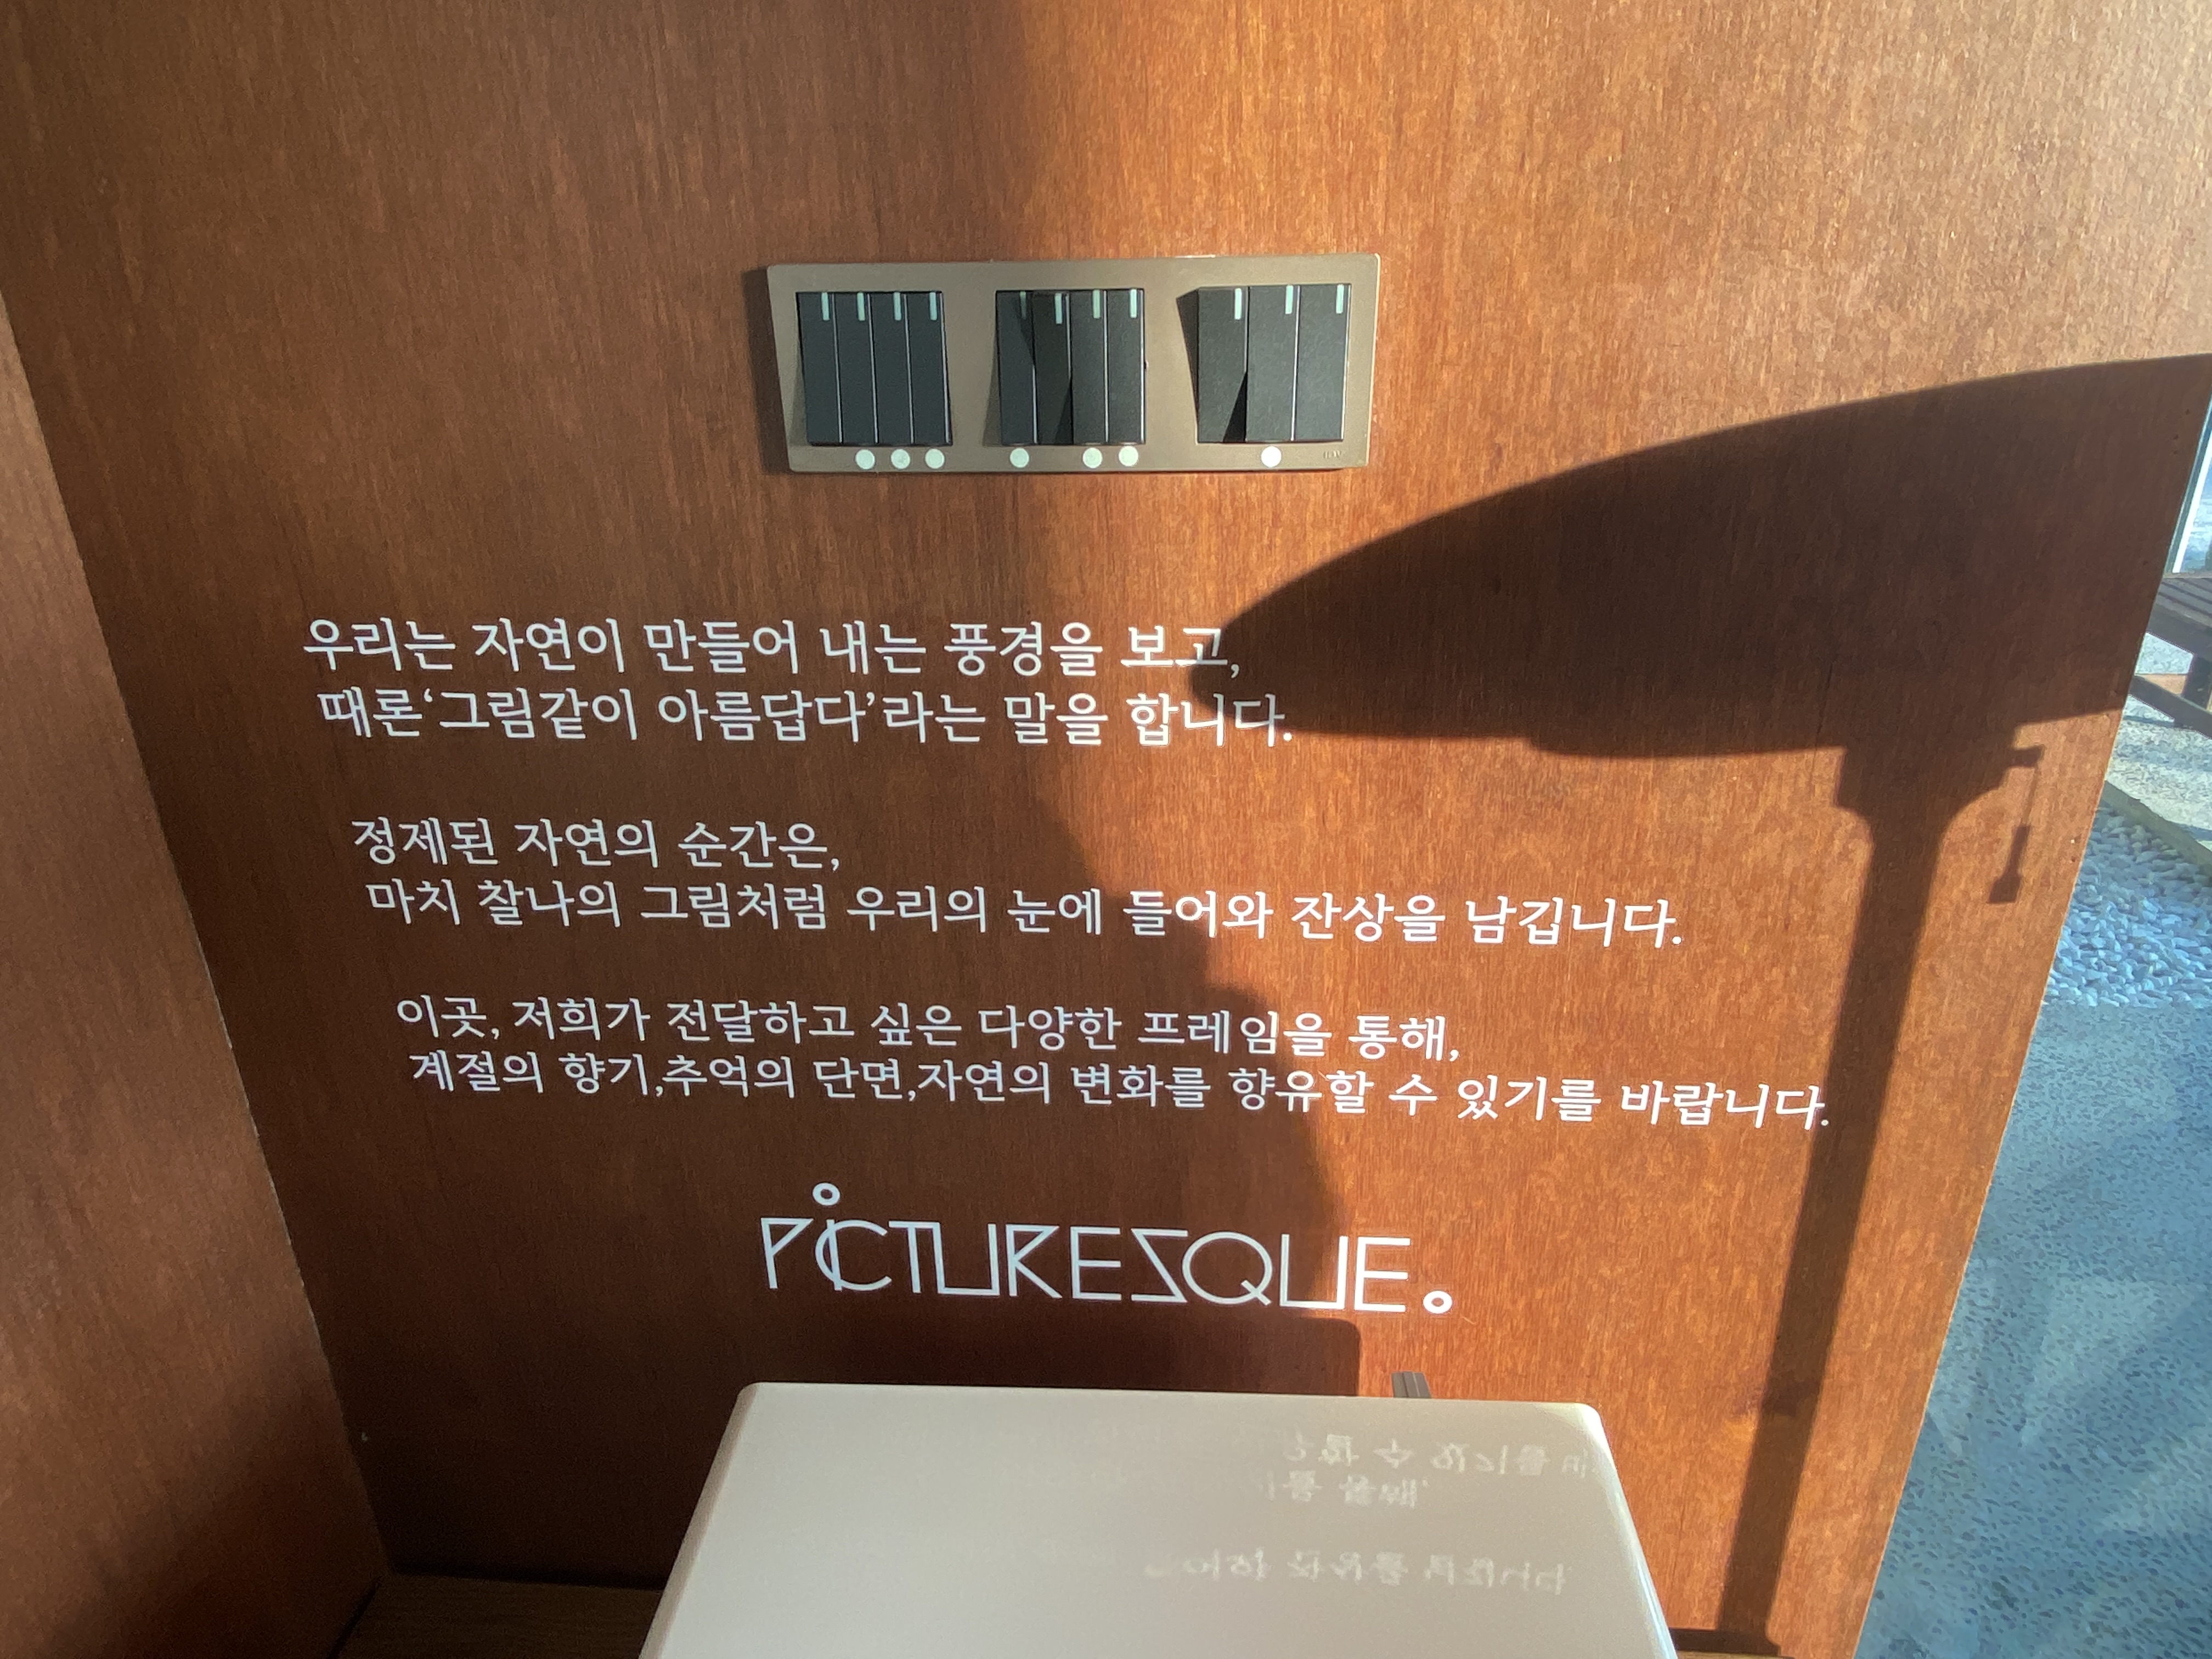 우리는 자연이 만들어 내는 풍경을 보고,
때론‘그림같이 아름답다’라는 말을 합니다.
정제된 자연의 순간은,
마치 찰나의 그림처럼 우리의 눈에 들어와 잔상을 남깁니다.
이곳, 저희가 전달하고 싶은 다양한 프레임을 통해,
계절의 향기,추억의 단면,자연의 변화를 향유할 수 있기를 바랍니다.
PICTURESQUE.